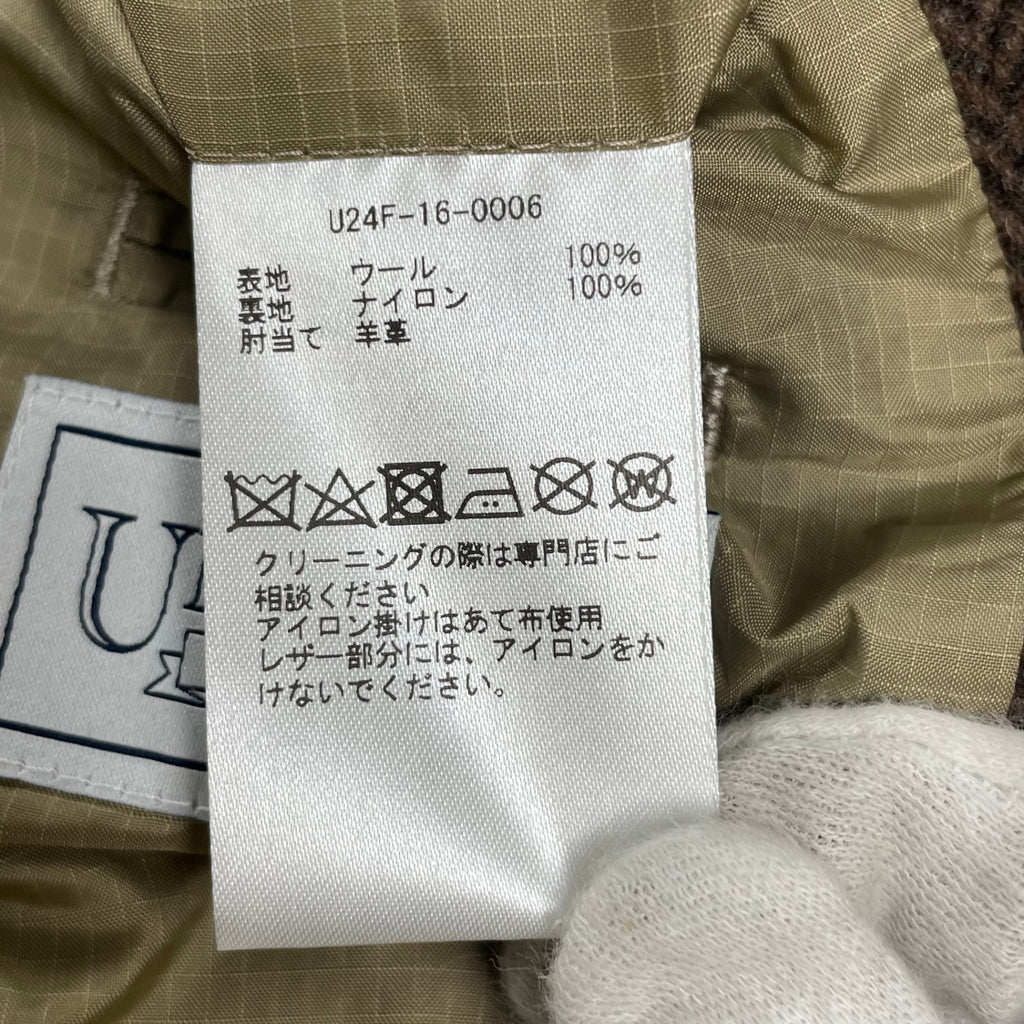 U24F-16-0006
表地 ウール 100%
裏地 ナイロン 100%
肘当て 羊革
W
クリーニングの際は専門店にご
相談ください
アイロン掛けはあて布使用
レザー部分には、アイロンをか
けないでください。
U